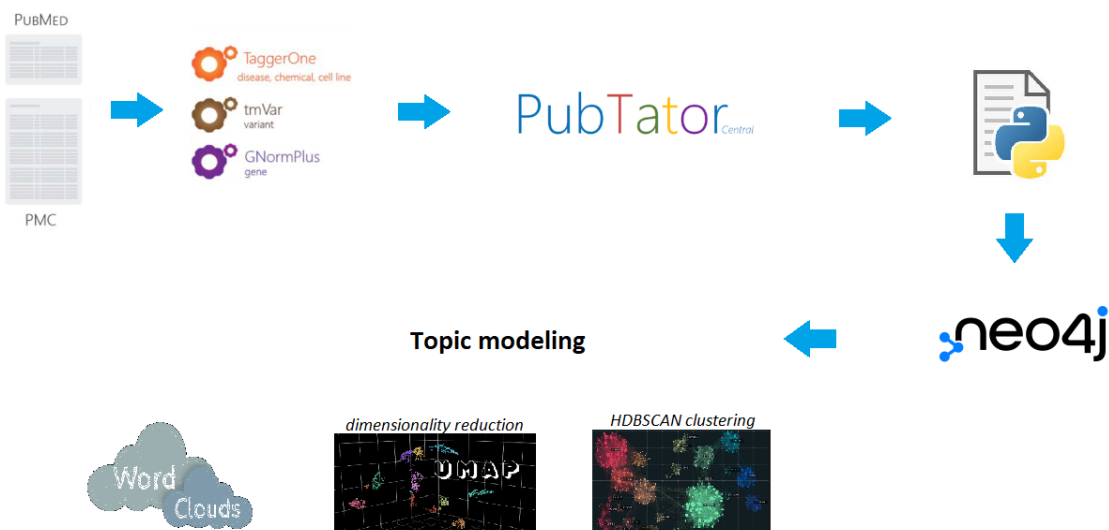 PUBMED
PMC
TaggerOne
disease, chemical, cell line
tmVar
variant
GNormPlus
gene
PubTator
Central
neo4j
Topic modeling
Word
Clouds
dimensionality reduction
UMAP
HDBSCAN clustering